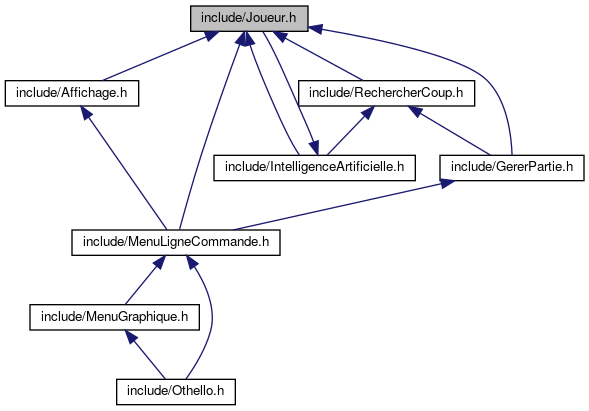 include/Joueur.h
include/Affichage.h
include/RechercherCoup.h
include/IntelligenceArtificielle.h
include/GererPartie.h
include/MenuLigneCommande.h
include/MenuGraphique.h
include/Othello.h